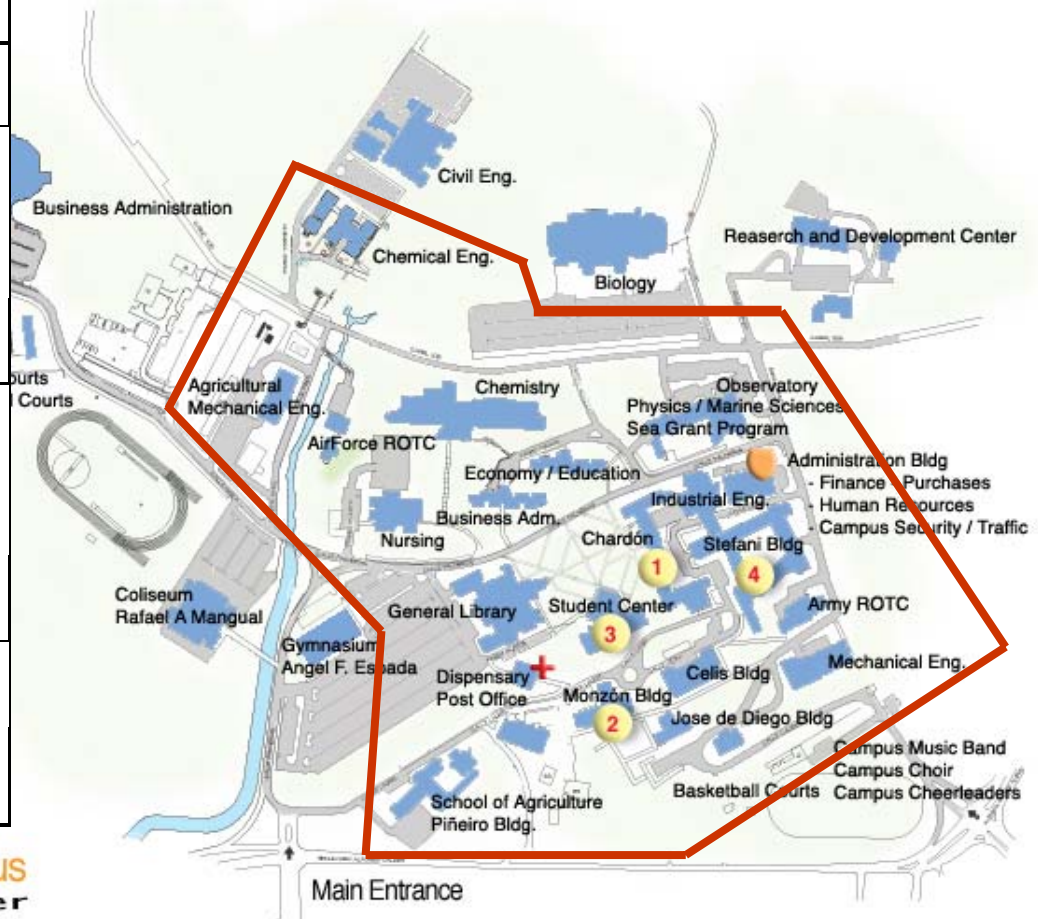 Civil Eng.
Business Administration
Chemical Eng.
Reaserch and Development Center
Biology
ourts
l Courts
Agricultural
Mechanical Eng.
Chemistry
Observatory
Physics / Marine Sciences
Sea Grant Program
AirForce ROTC
Economy / Education
Administration Bldg
- Finance - Purchases
- Human Resources
- Campus Security / Traffic
Industrial Eng.
Business Adm.
Nursing
Chardón
Stefani Bldg
1
4
Coliseum
Rafael A Mangual
General Library
Student Center
3
Army ROTC
Gymnasium
Angel F. Espada
Dispensary
Post Office
Celis Bldg
Mechanical Eng.
Monzón Bldg
2
Jose de Diego Bldg
Campus Music Band
Campus Choir
Campus Cheerleaders
Basketball Courts
School of Agriculture
Piñeiro Bldg.
us
er
Main Entrance